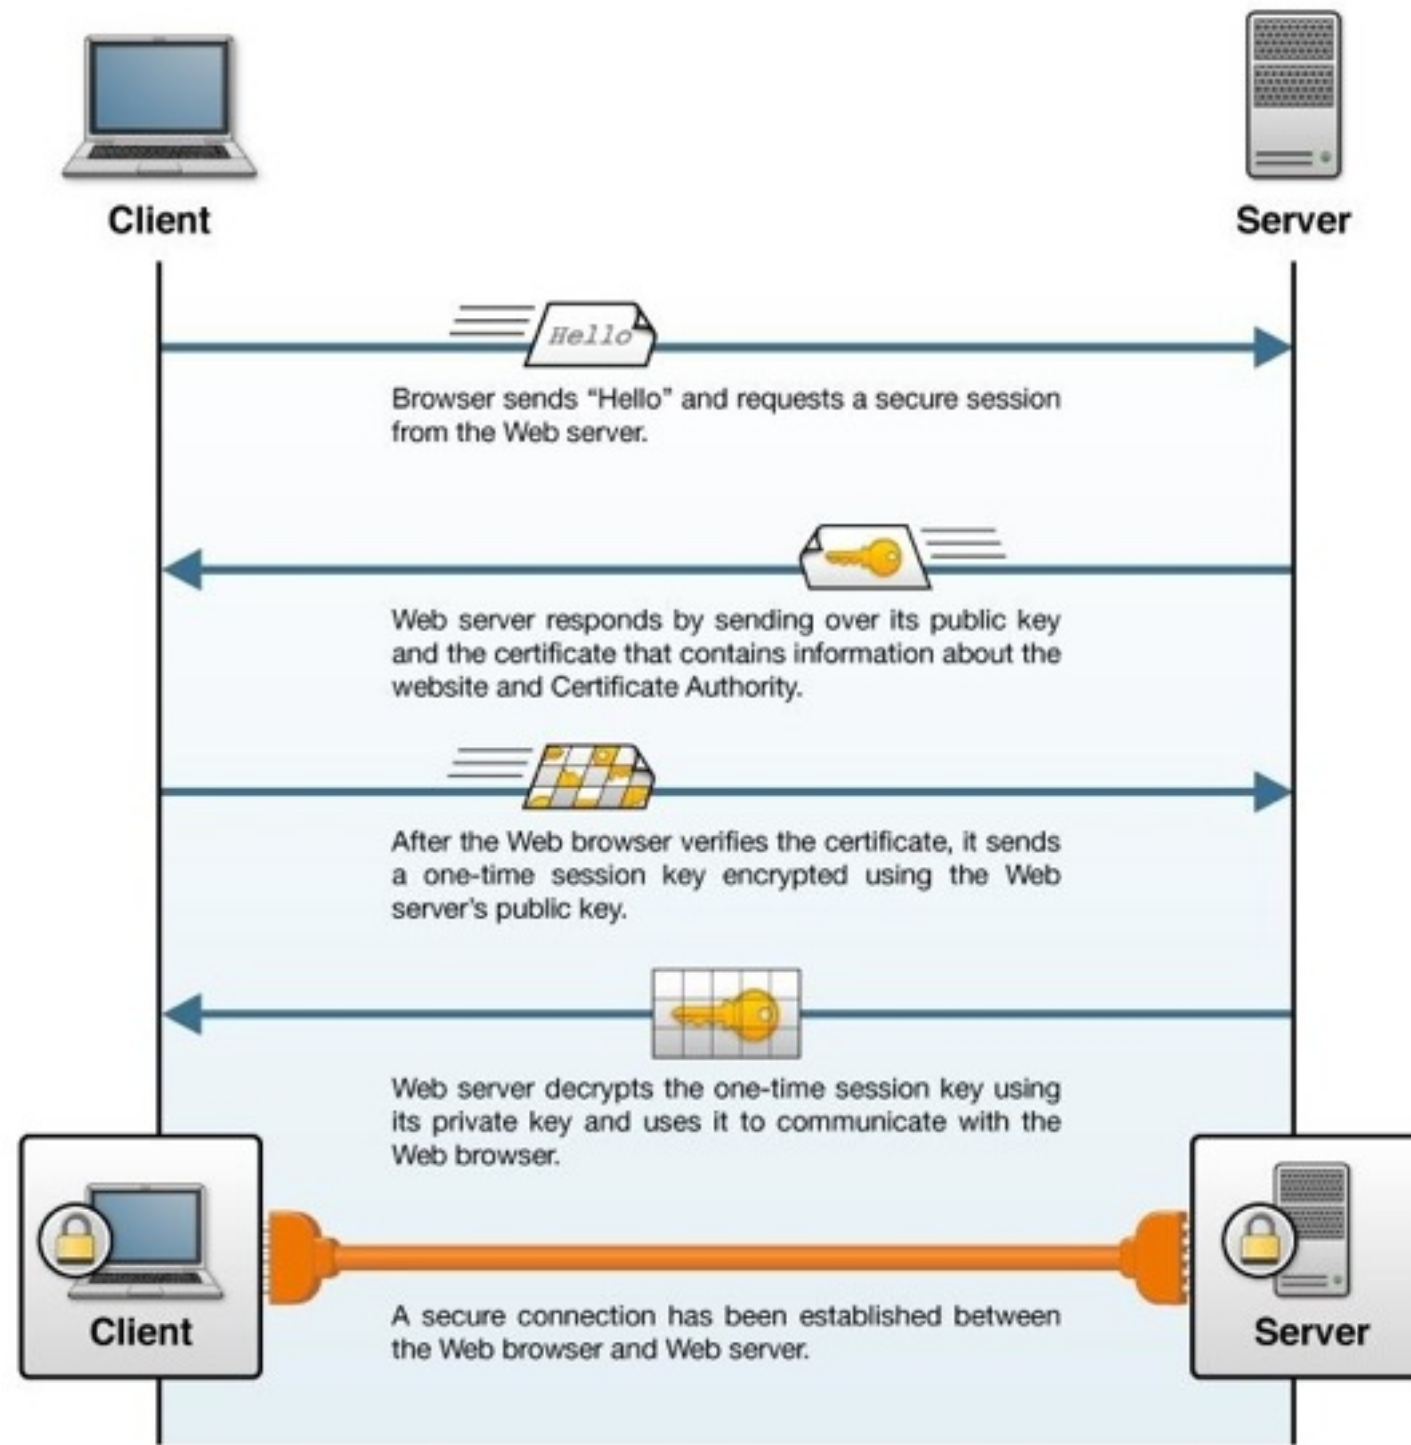 Client
Server
Hello
Browser sends “Hello” and requests a secure session
from the Web server.
Web server responds by sending over its public key
and the certificate that contains information about the
website and Certificate Authority.
After the Web browser verifies the certificate, it sends
a one-time session key encrypted using the Web
server's public key.
Web server decrypts the one-time session key using
its private key and uses it to communicate with the
Web browser.
Client
A secure connection has been established between
the Web browser and Web server.
Server